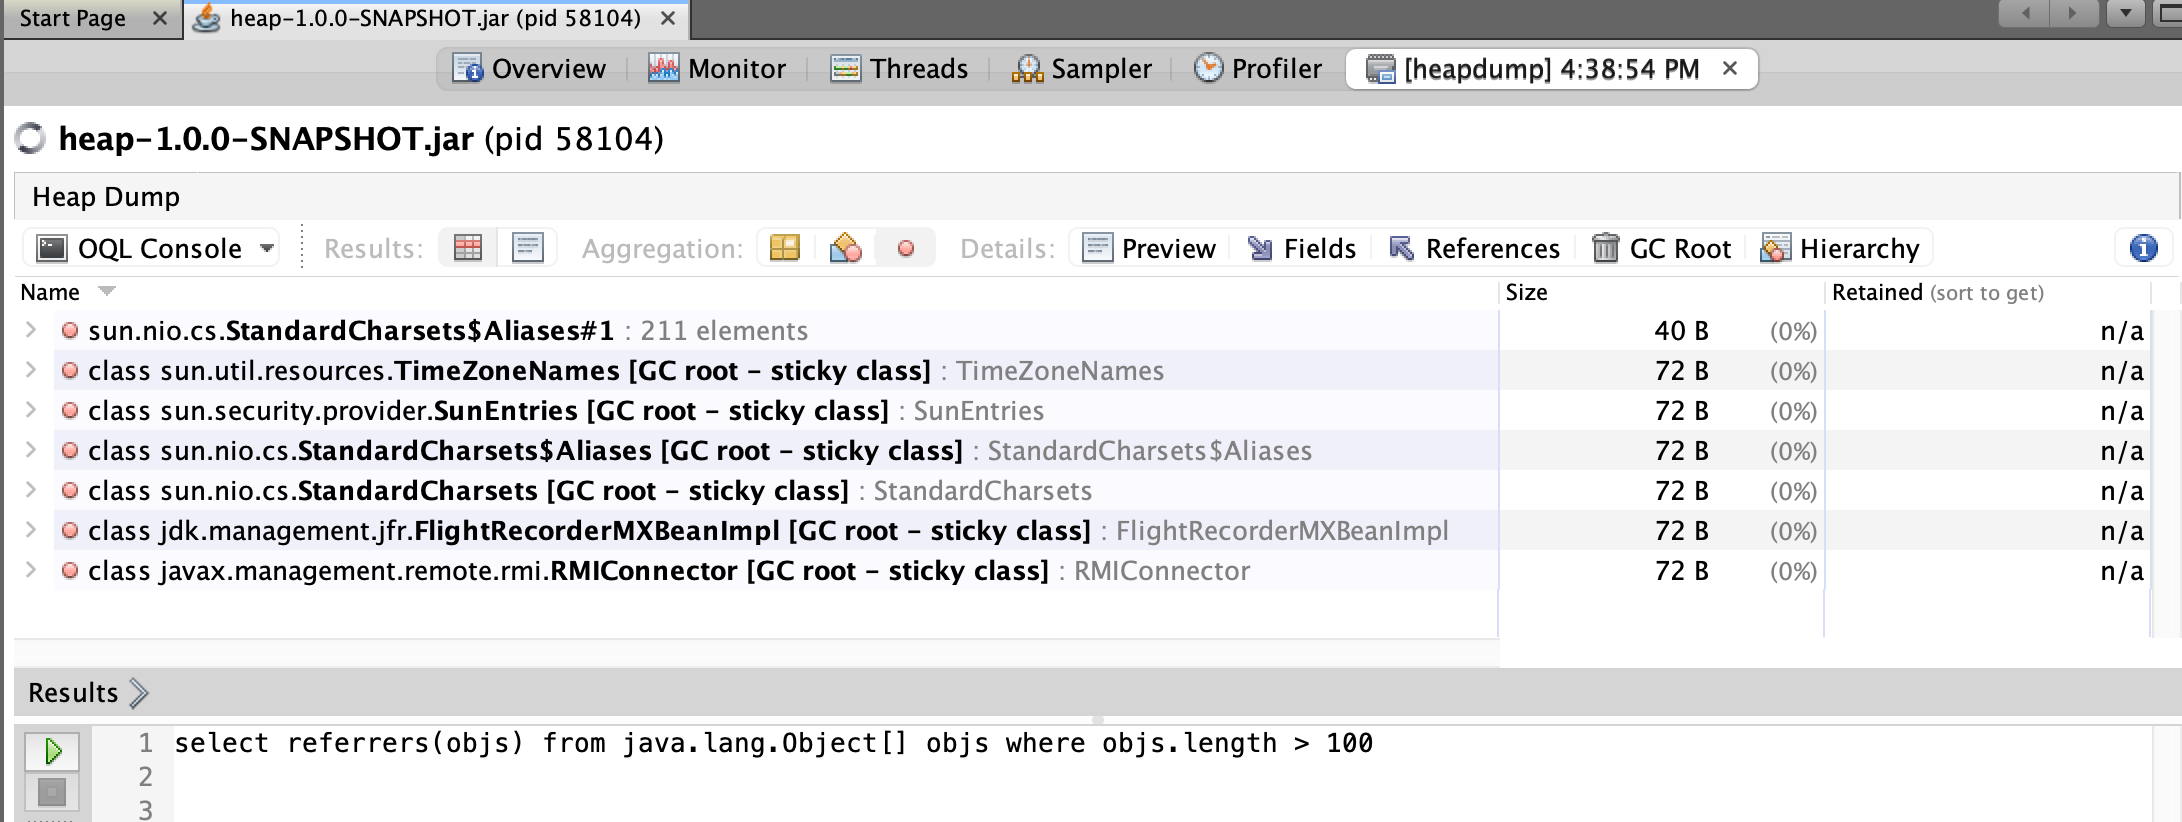 Start Page ×  heap-1.0.0-SNAPSHOT.jar (pid 58104) ×
Overview Monitor Threads Sampler Profiler [heapdump] 4:38:54 PM ×
heap-1.0.0-SNAPSHOT.jar (pid 58104)
Heap Dump
OQL Console Results: Aggregation: Details: Preview Fields References GC Root Hierarchy
Name Size Retained (sort to get)
sun.nio.cs.StandardCharsets$Aliases#1 : 211 elements 40 B (0%) n/a
class sun.util.resources.TimeZoneNames [GC root - sticky class] : TimeZoneNames 72 B (0%) n/a
class sun.security.provider.SunEntries [GC root - sticky class] : SunEntries 72 B (0%) n/a
class sun.nio.cs.StandardCharsets$Aliases [GC root - sticky class] : StandardCharsets$Aliases 72 B (0%) n/a
class sun.nio.cs.StandardCharsets [GC root - sticky class] : StandardCharsets 72 B (0%) n/a
class jdk.management.jfr.FlightRecorderMXBeanImpl [GC root - sticky class] : FlightRecorderMXBeanImpl 72 B (0%) n/a
class javax.management.remote.rmi.RMIConnector [GC root - sticky class] : RMIConnector 72 B (0%) n/a
Results
1 select referrers(objs) from java.lang.Object[] objs where objs.length > 100
2
3